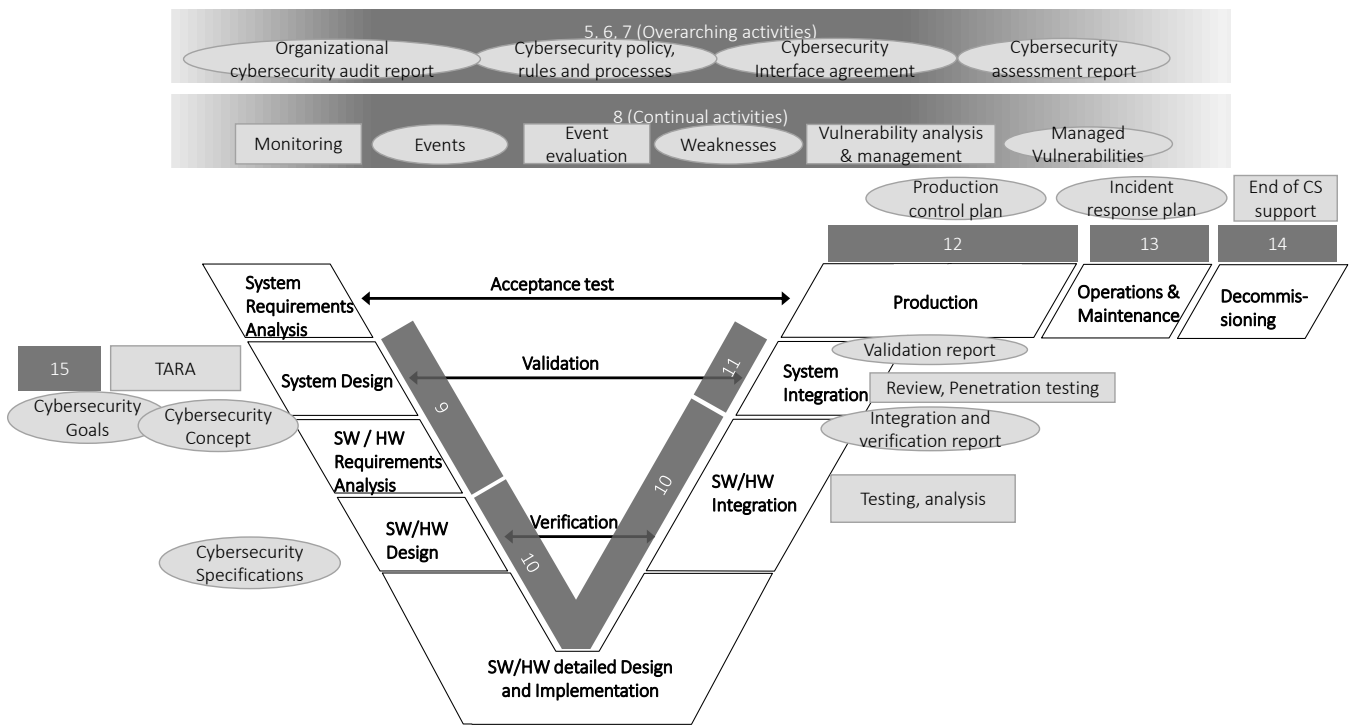 5, 6, 7 (Overarching activities)
Organizational
cybersecurity audit report
Cybersecurity policy,
rules and processes
Cybersecurity
Interface agreement
Cybersecurity
assessment report
8 (Continual activities)
Monitoring
Events
Event
evaluation
Weaknesses
Vulnerability analysis
& management
Managed
Vulnerabilities
Production
control plan
Incident
response plan
End of CS
support
12
13
14
System
Requirements
Analysis
Acceptance test
Production
Operations &
Maintenance
Decommis-
sioning
15
TARA
System Design
9
Validation
11
System
Integration
Validation report
Review, Penetration testing
Cybersecurity
Goals
Cybersecurity
Concept
SW / HW
Requirements
Analysis
Integration and
verification report
10
SW/HW
Integration
Testing, analysis
SW/HW
Design
Verification
10
Cybersecurity
Specifications
SW/HW detailed Design
and Implementation